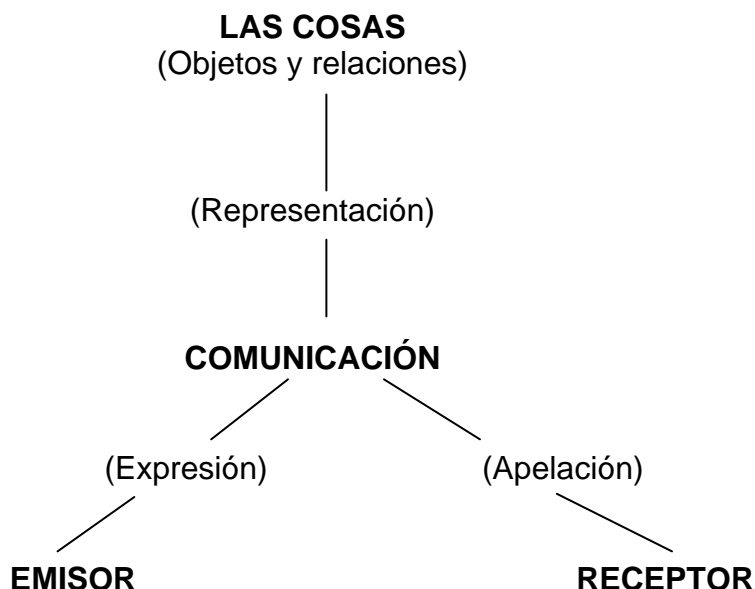 LAS COSAS
(Objetos y relaciones)
(Representación)
COMUNICACIÓN
(Expresión) (Apelación)
EMISOR RECEPTOR